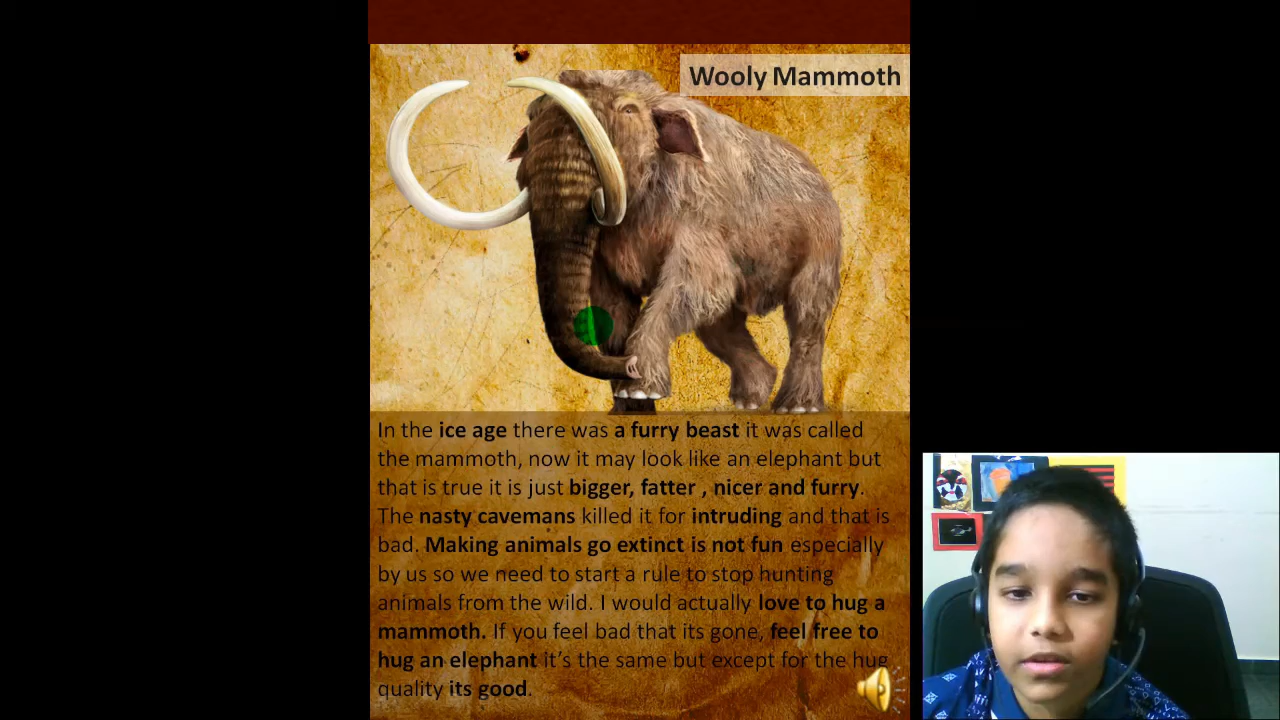 Wooly Mammoth
In the ice age there was a furry beast it was called
the mammoth, now it may look like an elephant but
that is true it is just bigger, fatter , nicer and furry.
The nasty cavemans killed it for intruding and that is
bad. Making animals go extinct is not fun especially
by us so we need to start a rule to stop hunting
animals from the wild. I would actually love to hug a
mammoth. If you feel bad that its gone, feel free to
hug an elephant it’s the same but except for the hug
quality its good.